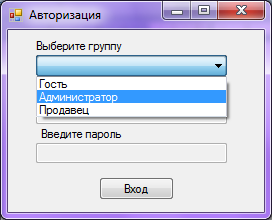 Авторизация
Выберите группу
Гость
Администратор
Продавец
Введите пароль
Вход